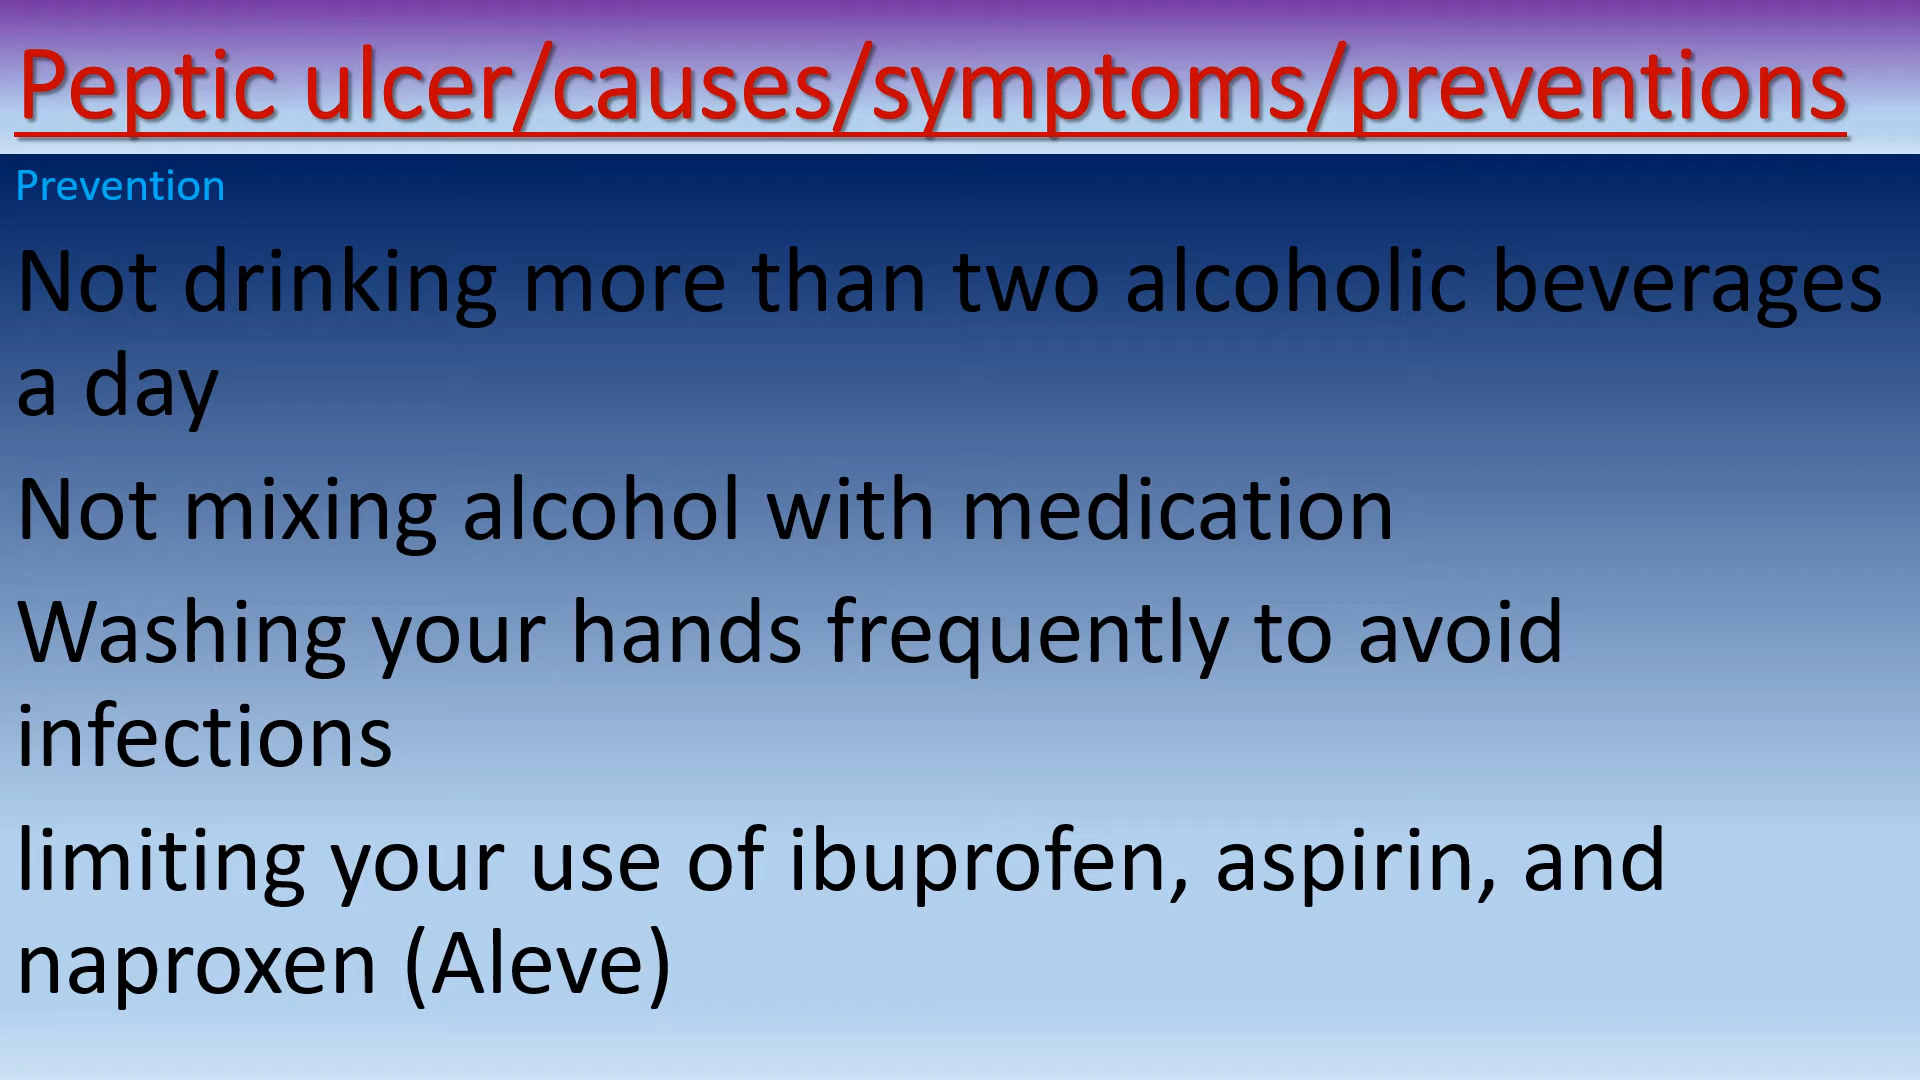 Peptic ulcer/causes/symptoms/preventions
Prevention
Not drinking more than two alcoholic beverages
a day
Not mixing alcohol with medication
Washing your hands frequently to avoid
infections
limiting your use of ibuprofen, aspirin, and
naproxen (Aleve)